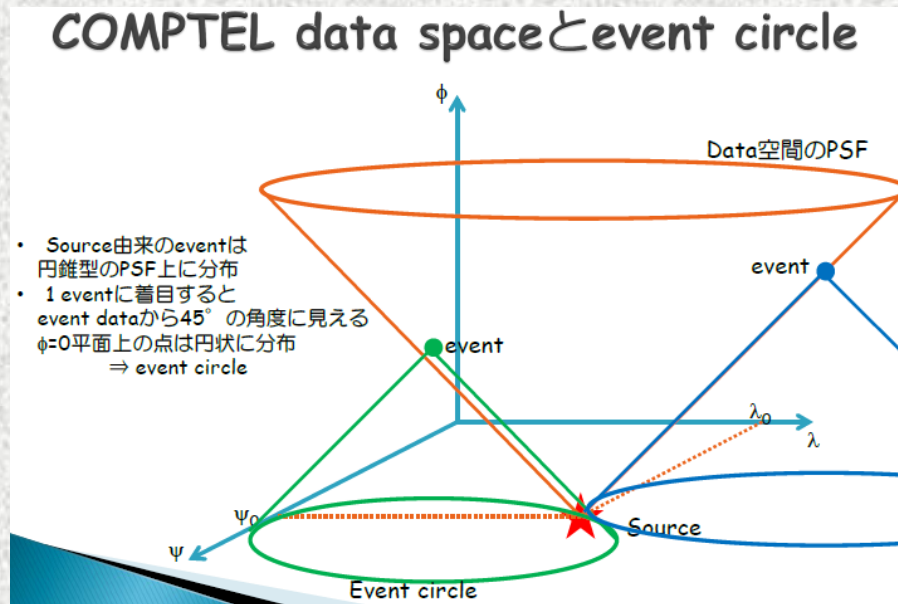 COMPTEL data spaceとevent circle
φ
Data空間のPSF
• Source由来のeventは
円錐型のPSF上に分布
• 1 eventに着目すると
event dataから45°の角度に見える
φ=0平面上の点は円状に分布
⇒ event circle
event
event
λ₀
λ
ψ₀
Source
ψ
Event circle